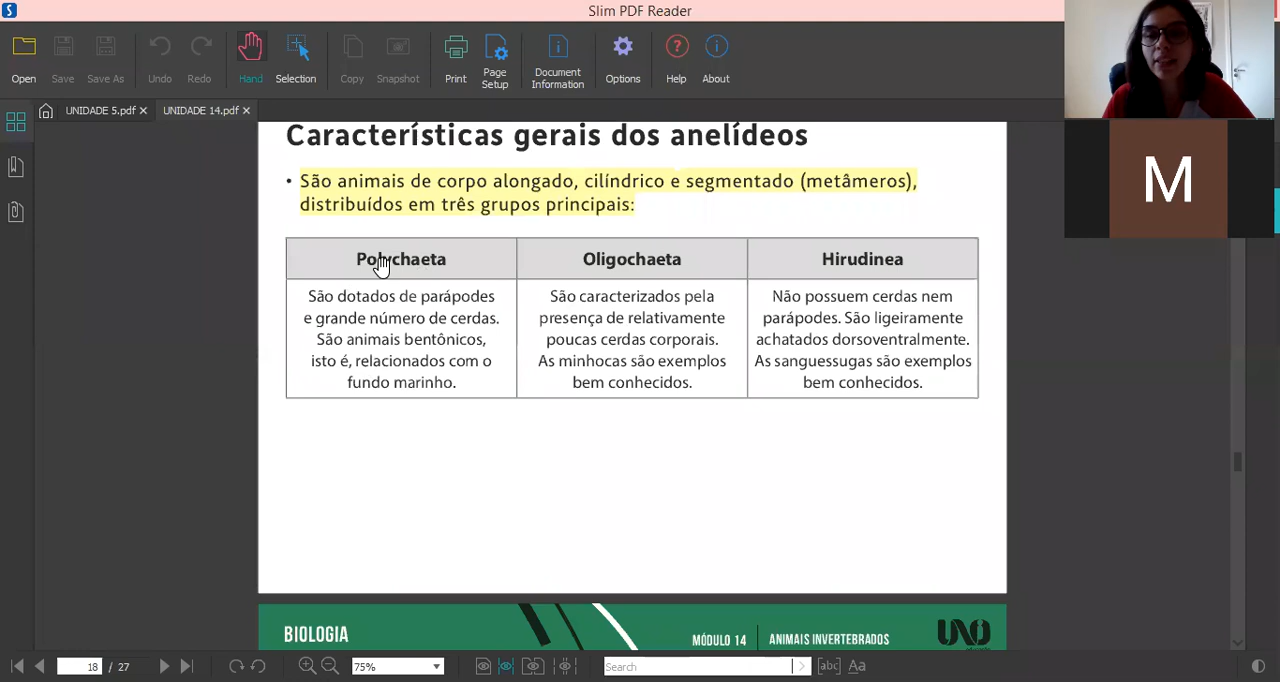 Slim PDF Reader
Open
Save
Save As
Undo
Redo
Hand
Selection
Copy
Snapshot
Print
Page
Setup
Document
Information
Options
Help
About
UNIDADE 5.pdf
UNIDADE 14.pdf
M
Características gerais dos anelídeos
• São animais de corpo alongado, cilíndrico e segmentado (metâmeros),
distribuídos em três grupos principais:
Polychaeta
São dotados de parápodes
e grande número de cerdas.
São animais bentônicos,
isto é, relacionados com o
fundo marinho.
Oligochaeta
São caracterizados pela
presença de relativamente
poucas cerdas corporais.
As minhocas são exemplos
bem conhecidos.
Hirudinea
Não possuem cerdas nem
parápodes. São ligeiramente
achatados dorsoventralmente.
As sanguessugas são exemplos
bem conhecidos.
BIOLOGIA
MÓDULO 14
ANIMAIS INVERTEBRADOS
UNO
18 / 27
75%
Search
[abc]
Aa